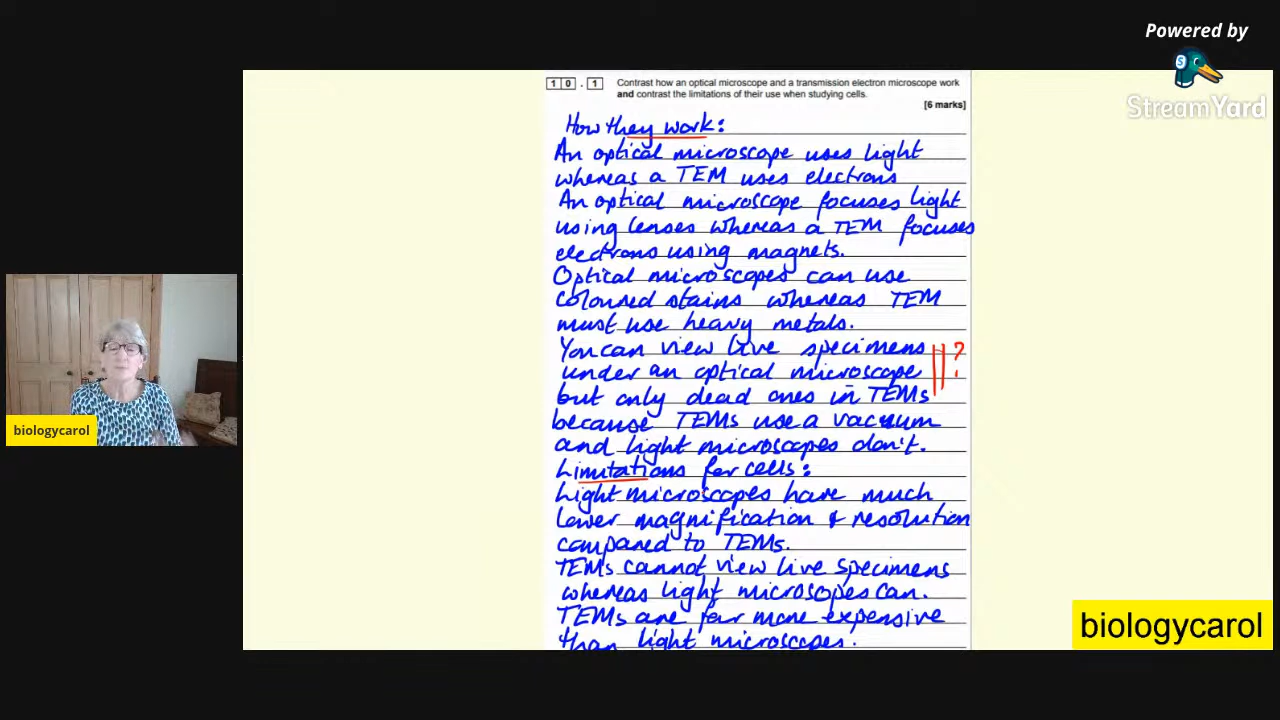 Powered by
StreamYard
10.1 Contrast how an optical microscope and a transmission electron microscope work
and contrast the limitations of their use when studying cells.
[6 marks]
How they work:
An optical microscope uses light
whereas a TEM uses electrons
An optical microscope focuses light
using lenses whereas a TEM focuses
electrons using magnets.
Optical microscopes can use
coloured stains whereas TEM
must use heavy metals.
You can view live specimens
under an optical microscope
?
but only dead ones in TEMs
because TEMs use a vacuum
and light microscopes don't.
Limitations for cells:
Light microscopes have much
lower magnification & resolution
compared to TEMs.
TEMs cannot view live specimens
whereas light microscopes can.
TEMs are far more expensive
than light microscopes.
biologycarol
biologycarol